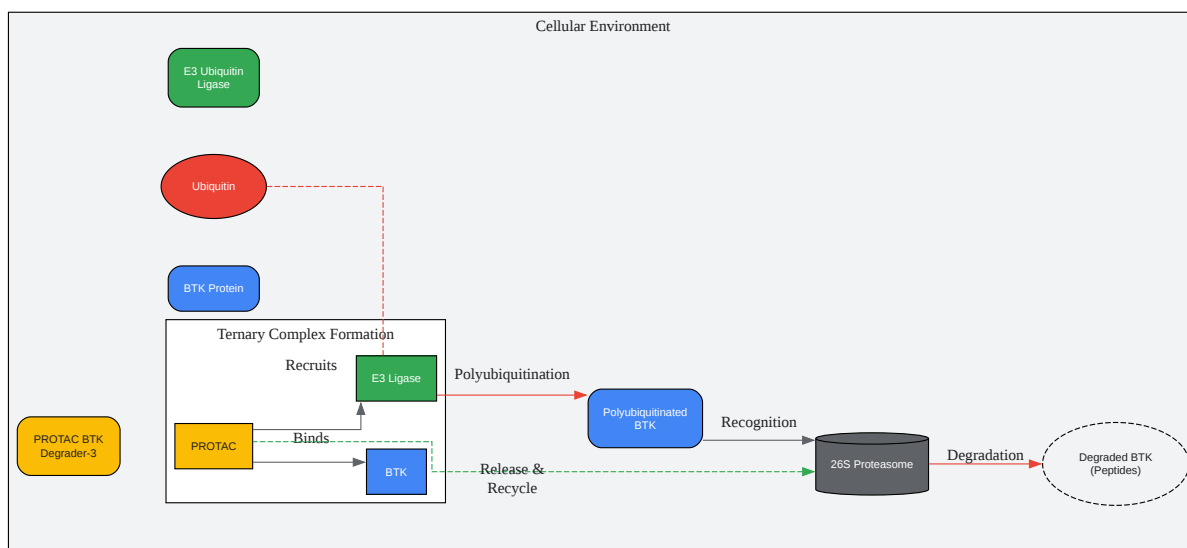 Cellular Environment
E3 Ubiquitin
Ligase
Ubiquitin
BTK Protein
Ternary Complex Formation
Recruits
E3 Ligase
Polyubiquitination
PROTAC BTK
Degrader-3
PROTAC
Binds
BTK
Polyubiquitinated
BTK
Recognition
Release &
Recycle
26S Proteasome
Degradation
Degraded BTK
(Peptides)